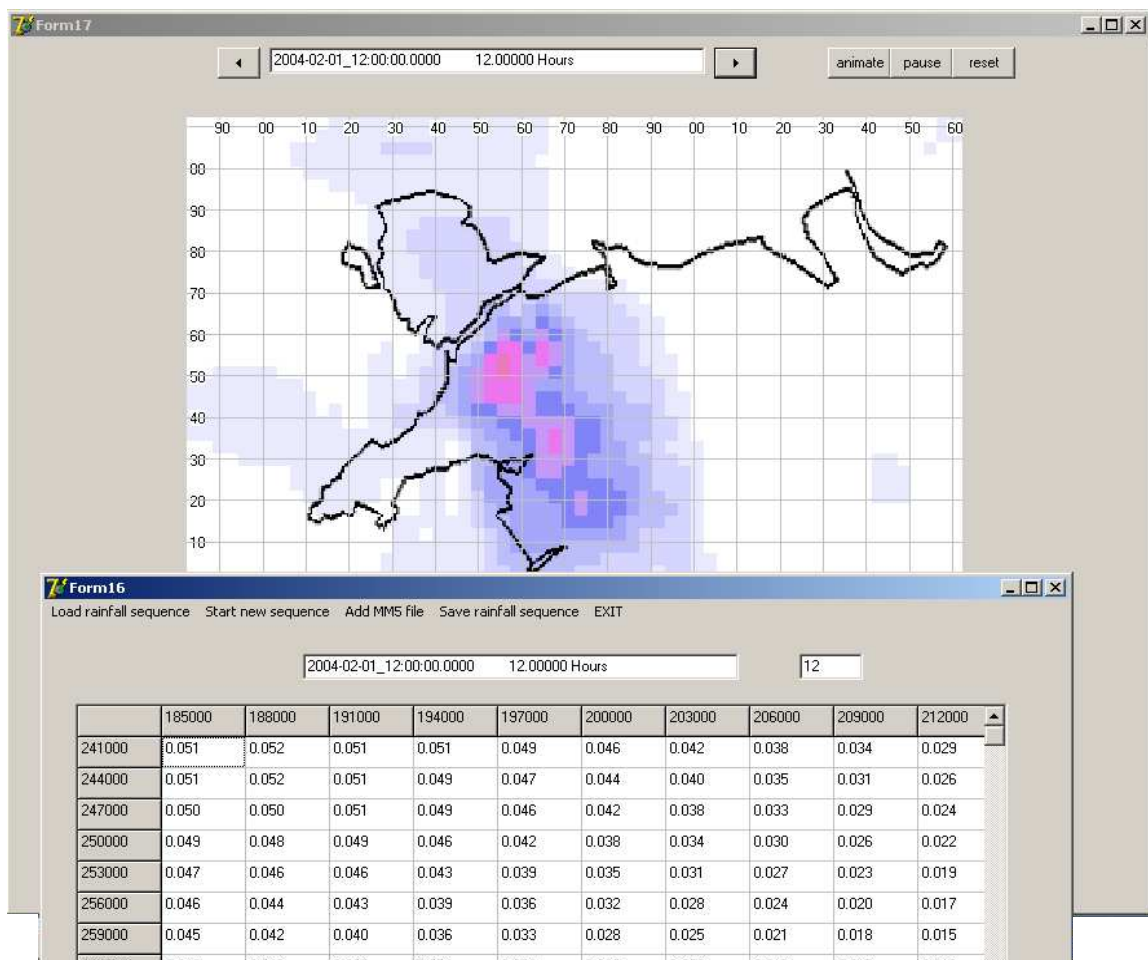 Form17
2004-02-01_12:00:00.0000 12.00000 Hours
animate pause reset
90 00 10 20 30 40 50 60 70 80 90 00 10 20 30 40 50 60
00
90
80
70
60
50
40
30
20
10
Form16
Load rainfall sequence Start new sequence Add MM5 file Save rainfall sequence EXIT
2004-02-01_12:00:00.0000 12.00000 Hours 12
185000 188000 191000 194000 197000 200000 203000 206000 209000 212000
241000 0.051 0.052 0.051 0.051 0.049 0.046 0.042 0.038 0.034 0.029
244000 0.051 0.052 0.051 0.049 0.047 0.044 0.040 0.035 0.031 0.026
247000 0.050 0.050 0.051 0.049 0.046 0.042 0.038 0.033 0.029 0.024
250000 0.049 0.048 0.049 0.046 0.042 0.038 0.034 0.030 0.026 0.022
253000 0.047 0.046 0.046 0.043 0.039 0.035 0.031 0.027 0.023 0.019
256000 0.046 0.044 0.043 0.039 0.036 0.032 0.028 0.024 0.020 0.017
259000 0.045 0.042 0.040 0.036 0.033 0.028 0.025 0.021 0.018 0.015